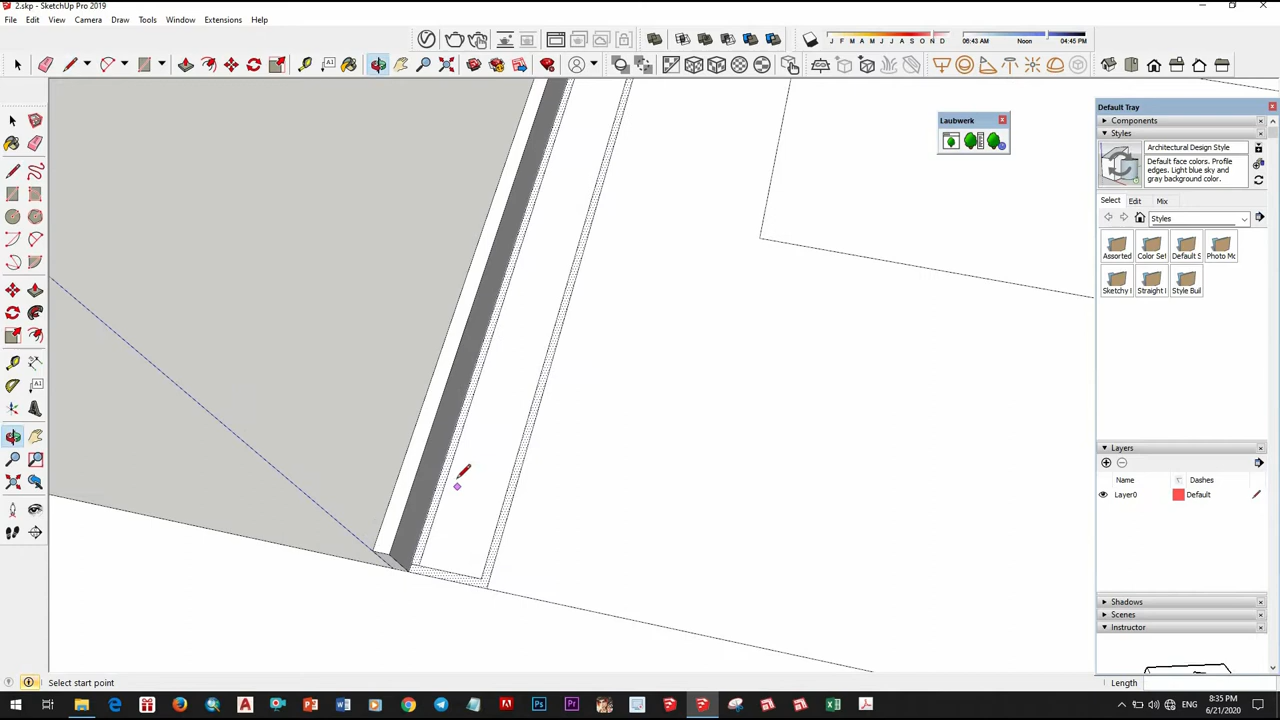 2.skp - SketchUp Pro 2019
File Edit View Camera Draw Tools Window Extensions Help
J F M A M J J A S O N D
06:43 AM Noon 04:45 PM
Laubwerk
Default Tray
Components
Styles
Architectural Design Style
Default face colors. Profile
edges. Light blue sky and
gray background color.
Select Edit Mix
Styles
Assorted Color Set Default S Photo Mo
Sketchy I Straight I Style Buil
Layers
Name Dashes
Layer0 Default
Shadows
Scenes
Instructor
Select start point
Length
8:35 PM
6/21/2020